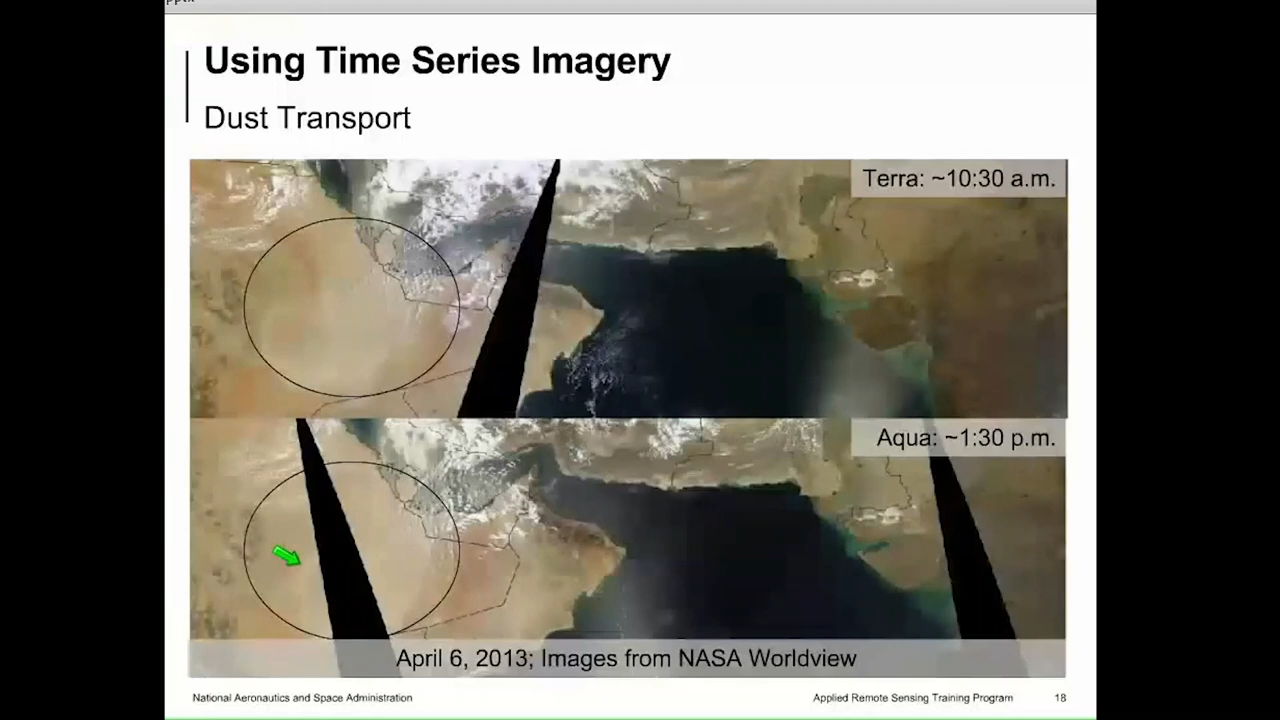 pptx
Using Time Series Imagery
Dust Transport
Terra: ~10:30 a.m.
Aqua: ~1:30 p.m.
April 6, 2013; Images from NASA Worldview
National Aeronautics and Space Administration
Applied Remote Sensing Training Program
18